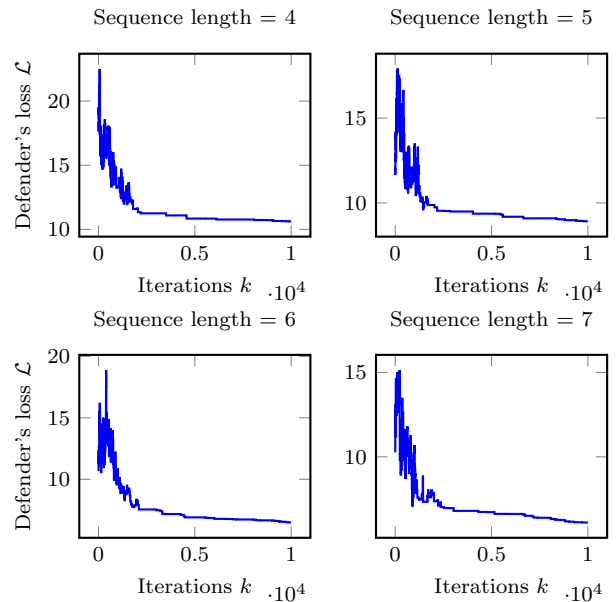 Sequence length = 4
Sequence length = 5
Defender's loss ℒ
20
15
10
15
10
0
0.5
1
0
0.5
1
Iterations k
·10⁴
Iterations k
·10⁴
Sequence length = 6
Sequence length = 7
Defender's loss ℒ
20
15
10
15
10
0
0.5
1
0
0.5
1
Iterations k
·10⁴
Iterations k
·10⁴